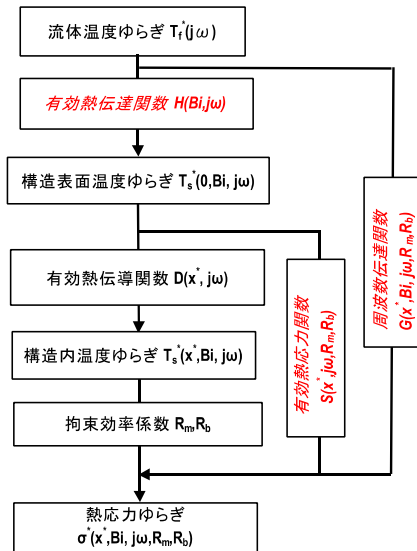 流体温度ゆらぎ T_f^*(jω)
有効熱伝達関数 H(Bi,jω)
構造表面温度ゆらぎ T_s^*(0,Bi, jω)
有効熱伝導関数 D(x^*, jω)
構造内温度ゆらぎ T_s^*(x^*,Bi, jω)
拘束効率係数 R_m,R_b
熱応力ゆらぎ
σ^*(x^*,Bi, jω,R_m,R_b)
有効熱応力関数
S(x^*,jω,R_m,R_b)
周波数伝達関数
G(x^*,Bi, jω,R_m,R_b)